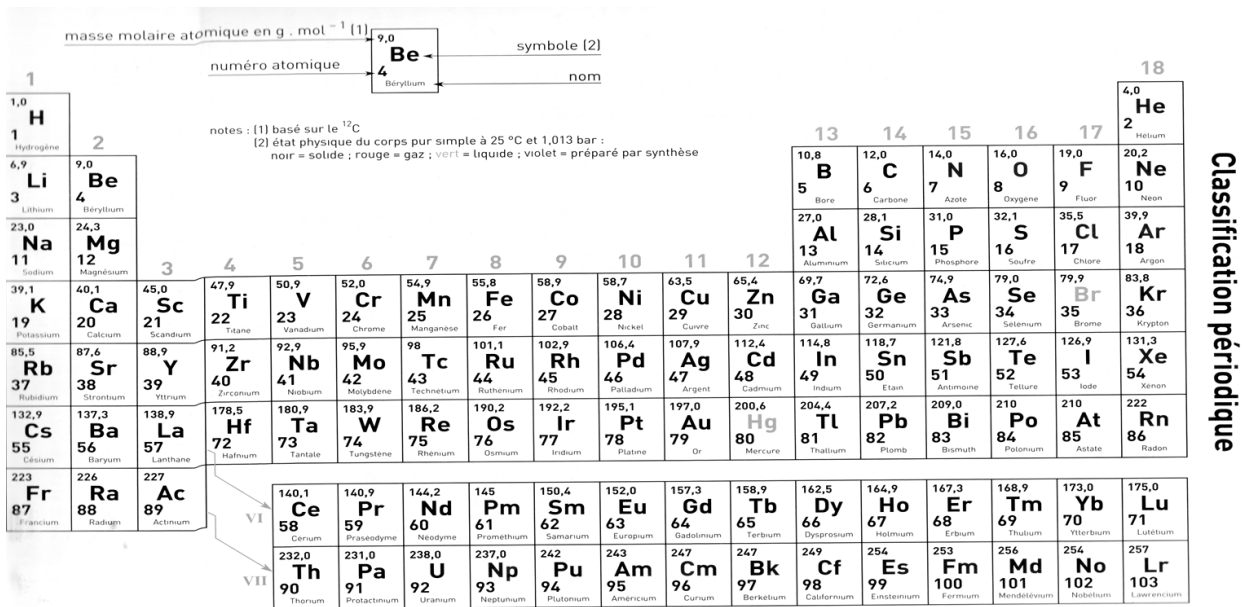 masse molaire atomique en g . mol⁻¹ (1)
9,0
Be
symbole (2)
numéro atomique
4
nom
Béryllium
notes : (1) basé sur le ¹²C
(2) état physique du corps pur simple à 25 °C et 1,013 bar :
noir = solide ; rouge = gaz ; vert = liquide ; violet = préparé par synthèse
Classification périodique
1 18
1,0 4,0
H He
1 2
Hydrogène Hélium
2 13 14 15 16 17
6,9 9,0 10,8 12,0 14,0 16,0 19,0 20,2
Li Be B C N O F Ne
3 4 5 6 7 8 9 10
Lithium Béryllium Bore Carbone Azote Oxygène Fluor Néon
23,0 24,3 27,0 28,1 31,0 32,1 35,5 39,9
Na Mg Al Si P S Cl Ar
11 12 13 14 15 16 17 18
Sodium Magnésium Aluminium Silicium Phosphore Soufre Chlore Argon
3 4 5 6 7 8 9 10 11 12
39,1 40,1 45,0 47,9 50,9 52,0 54,9 55,8 58,9 58,7 63,5 65,4 69,7 72,6 74,9 79,0 79,9 83,8
K Ca Sc Ti V Cr Mn Fe Co Ni Cu Zn Ga Ge As Se Br Kr
19 20 21 22 23 24 25 26 27 28 29 30 31 32 33 34 35 36
Potassium Calcium Scandium Titane Vanadium Chrome Manganèse Fer Cobalt Nickel Cuivre Zinc Gallium Germanium Arsenic Sélénium Brome Krypton
85,5 87,6 88,9 91,2 92,9 95,9 98 101,1 102,9 106,4 107,9 112,4 114,8 118,7 121,8 127,6 126,9 131,3
Rb Sr Y Zr Nb Mo Tc Ru Rh Pd Ag Cd In Sn Sb Te I Xe
37 38 39 40 41 42 43 44 45 46 47 48 49 50 51 52 53 54
Rubidium Strontium Yttrium Zirconium Niobium Molybdène Technétium Ruthénium Rhodium Palladium Argent Cadmium Indium Etain Antimoine Tellure Iode Xénon
132,9 137,3 138,9 178,5 180,9 183,9 186,2 190,2 192,2 195,1 197,0 200,6 204,4 207,2 209,0 210 210 222
Cs Ba La Hf Ta W Re Os Ir Pt Au Hg Tl Pb Bi Po At Rn
55 56 57 72 73 74 75 76 77 78 79 80 81 82 83 84 85 86
Césium Baryum Lanthane Hafnium Tantale Tungstène Rhénium Osmium Iridium Platine Or Mercure Thallium Plomb Bismuth Polonium Astate Radon
223 226 227
Fr Ra Ac
87 88 89
Francium Radium Actinium
140,1 140,9 144,2 145 150,4 152,0 157,3 158,9 162,5 164,9 167,3 168,9 173,0 175,0
VI Ce Pr Nd Pm Sm Eu Gd Tb Dy Ho Er Tm Yb Lu
58 59 60 61 62 63 64 65 66 67 68 69 70 71
Cérium Praséodyme Néodyme Prométhium Samarium Europium Gadolinium Terbium Dysprosium Holmium Erbium Thulium Ytterbium Lutétium
232,0 231,0 238,0 237,0 242 243 247 247 249 254 253 256 254 257
VII Th Pa U Np Pu Am Cm Bk Cf Es Fm Md No Lr
90 91 92 93 94 95 96 97 98 99 100 101 102 103
Thorium Protactinium Uranium Neptunium Plutonium Américium Curium Berkélium Californium Einsteinium Fermium Mendélévium Nobélium Lawrencium